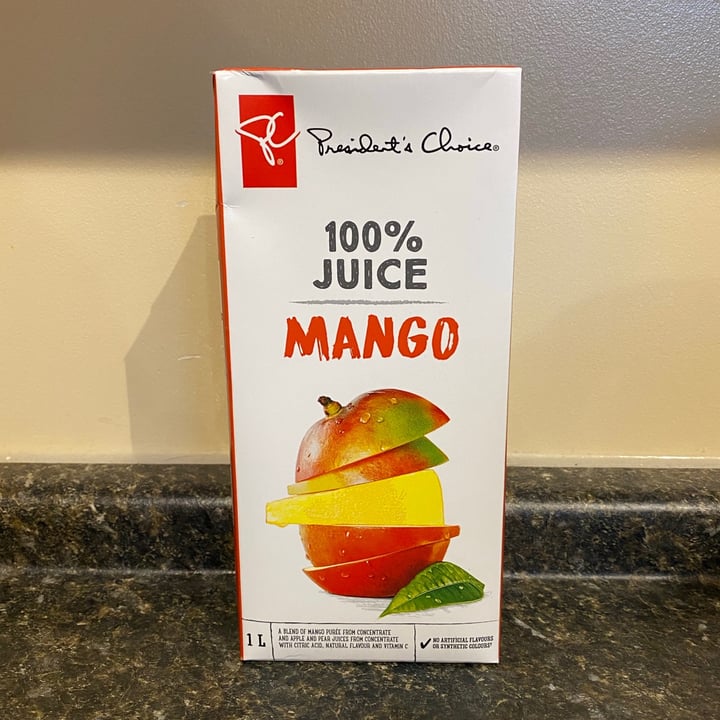 PC®
President's Choice®
100%
JUICE
MANGO
1 L
A BLEND OF MANGO PURÉE FROM CONCENTRATE
AND APPLE AND PEAR JUICES FROM CONCENTRATE
WITH CITRIC ACID, NATURAL FLAVOUR AND VITAMIN C
✓ NO ARTIFICIAL FLAVOURS
OR SYNTHETIC COLOURS†